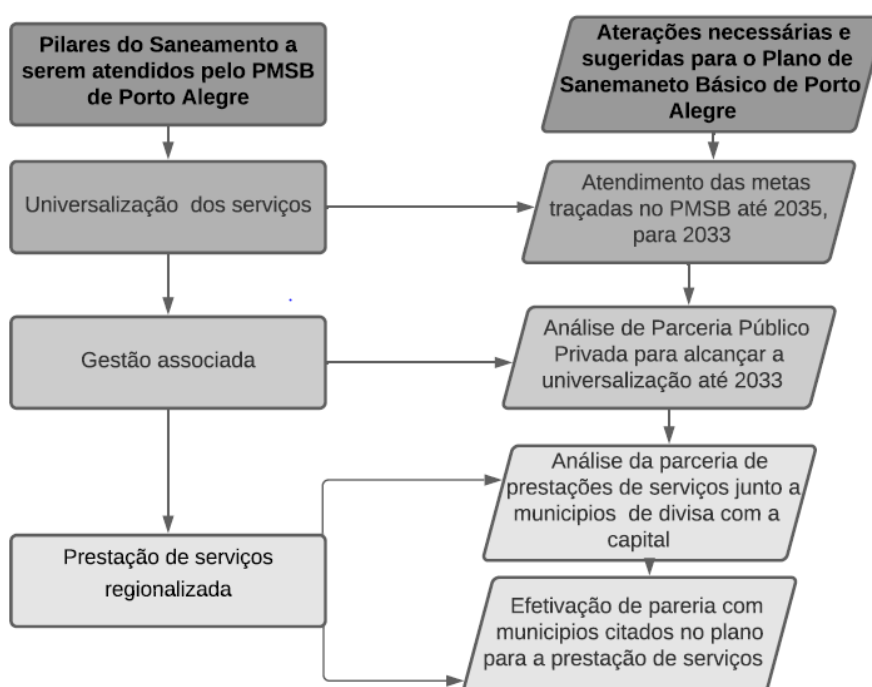 Pilares do Saneamento a
serem atendidos pelo PMSB
de Porto Alegre
Universalização dos serviços
Gestão associada
Prestação de serviços
regionalizada
Aterações necessárias e
sugeridas para o Plano de
Sanemaneto Básico de Porto
Alegre
Atendimento das metas
traçadas no PMSB até 2035,
para 2033
Análise de Parceria Público
Privada para alcançar a
universalização até 2033
Análise da parceria de
prestações de serviços junto a
municipios de divisa com a
capital
Efetivação de pareria com
municipios citados no plano
para a prestação de serviços